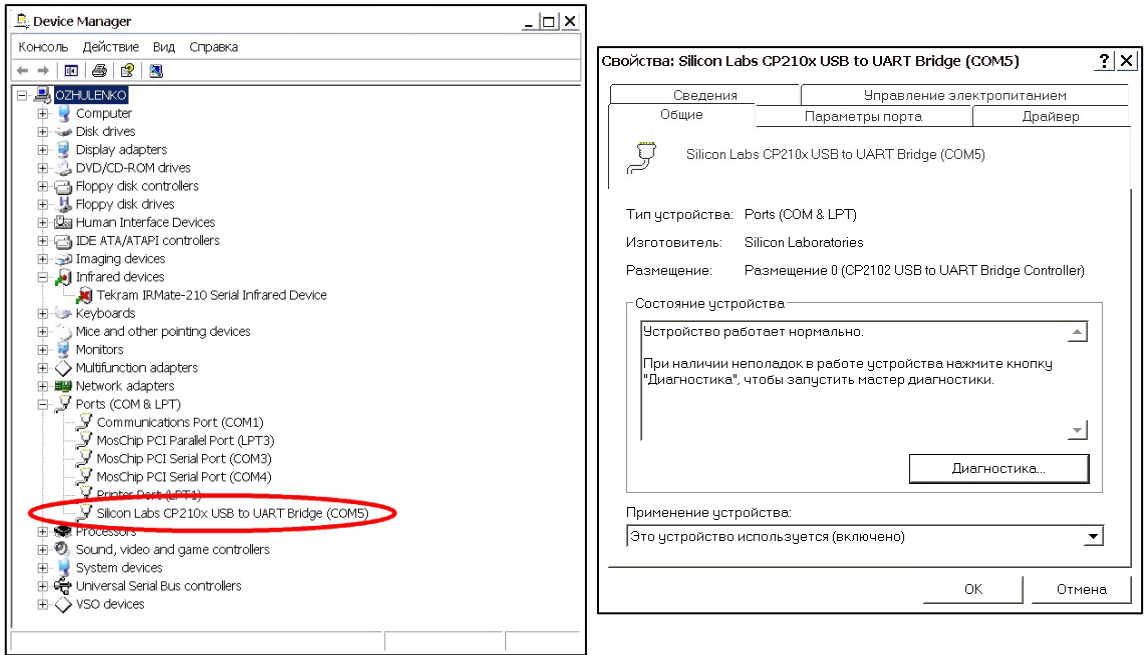 Device Manager
Консоль Действие Вид Справка
OZHULENKO
Computer
Disk drives
Display adapters
DVD/CD-ROM drives
Floppy disk controllers
Floppy disk drives
Human Interface Devices
IDE ATA/ATAPI controllers
Imaging devices
Infrared devices
Tekram IRMate-210 Serial Infrared Device
Keyboards
Mice and other pointing devices
Monitors
Multifunction adapters
Network adapters
Ports (COM & LPT)
Communications Port (COM1)
MosChip PCI Parallel Port (LPT3)
MosChip PCI Serial Port (COM3)
MosChip PCI Serial Port (COM4)
Printer Port (LPT1)
Silicon Labs CP210x USB to UART Bridge (COM5)
Processors
Sound, video and game controllers
System devices
Universal Serial Bus controllers
VSO devices
Свойства: Silicon Labs CP210x USB to UART Bridge (COM5)
Сведения Управление электропитанием
Общие Параметры порта Драйвер
Silicon Labs CP210x USB to UART Bridge (COM5)
Тип устройства: Ports (COM & LPT)
Изготовитель: Silicon Laboratories
Размещение: Размещение 0 (CP2102 USB to UART Bridge Controller)
Состояние устройства
Устройство работает нормально.
При наличии неполадок в работе устройства нажмите кнопку
"Диагностика", чтобы запустить мастер диагностики.
Диагностика...
Применение устройства:
Это устройство используется (включено)
OK Отмена